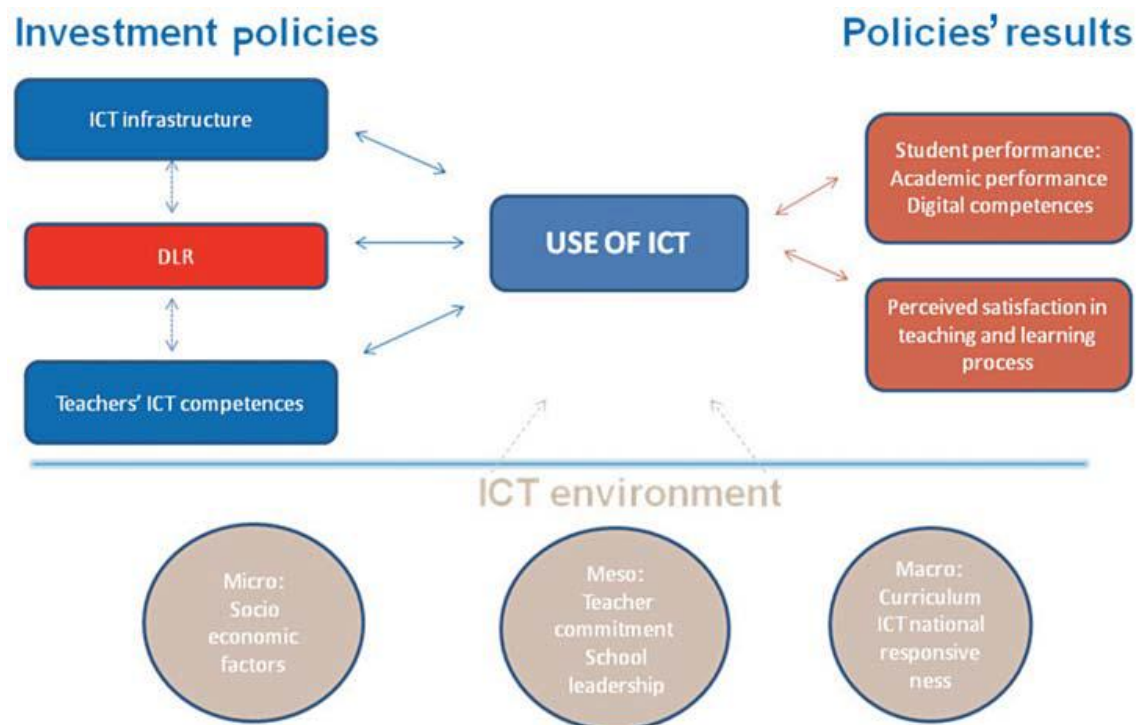 Investment policies
Policies' results
ICT infrastructure
DLR
Teachers' ICT competences
USE OF ICT
Student performance:
Academic performance
Digital competences
Perceived satisfaction in
teaching and learning
process
ICT environment
Micro:
Socio
economic
factors
Meso:
Teacher
commitment
School
leadership
Macro:
Curriculum
ICT national
responsive
ness